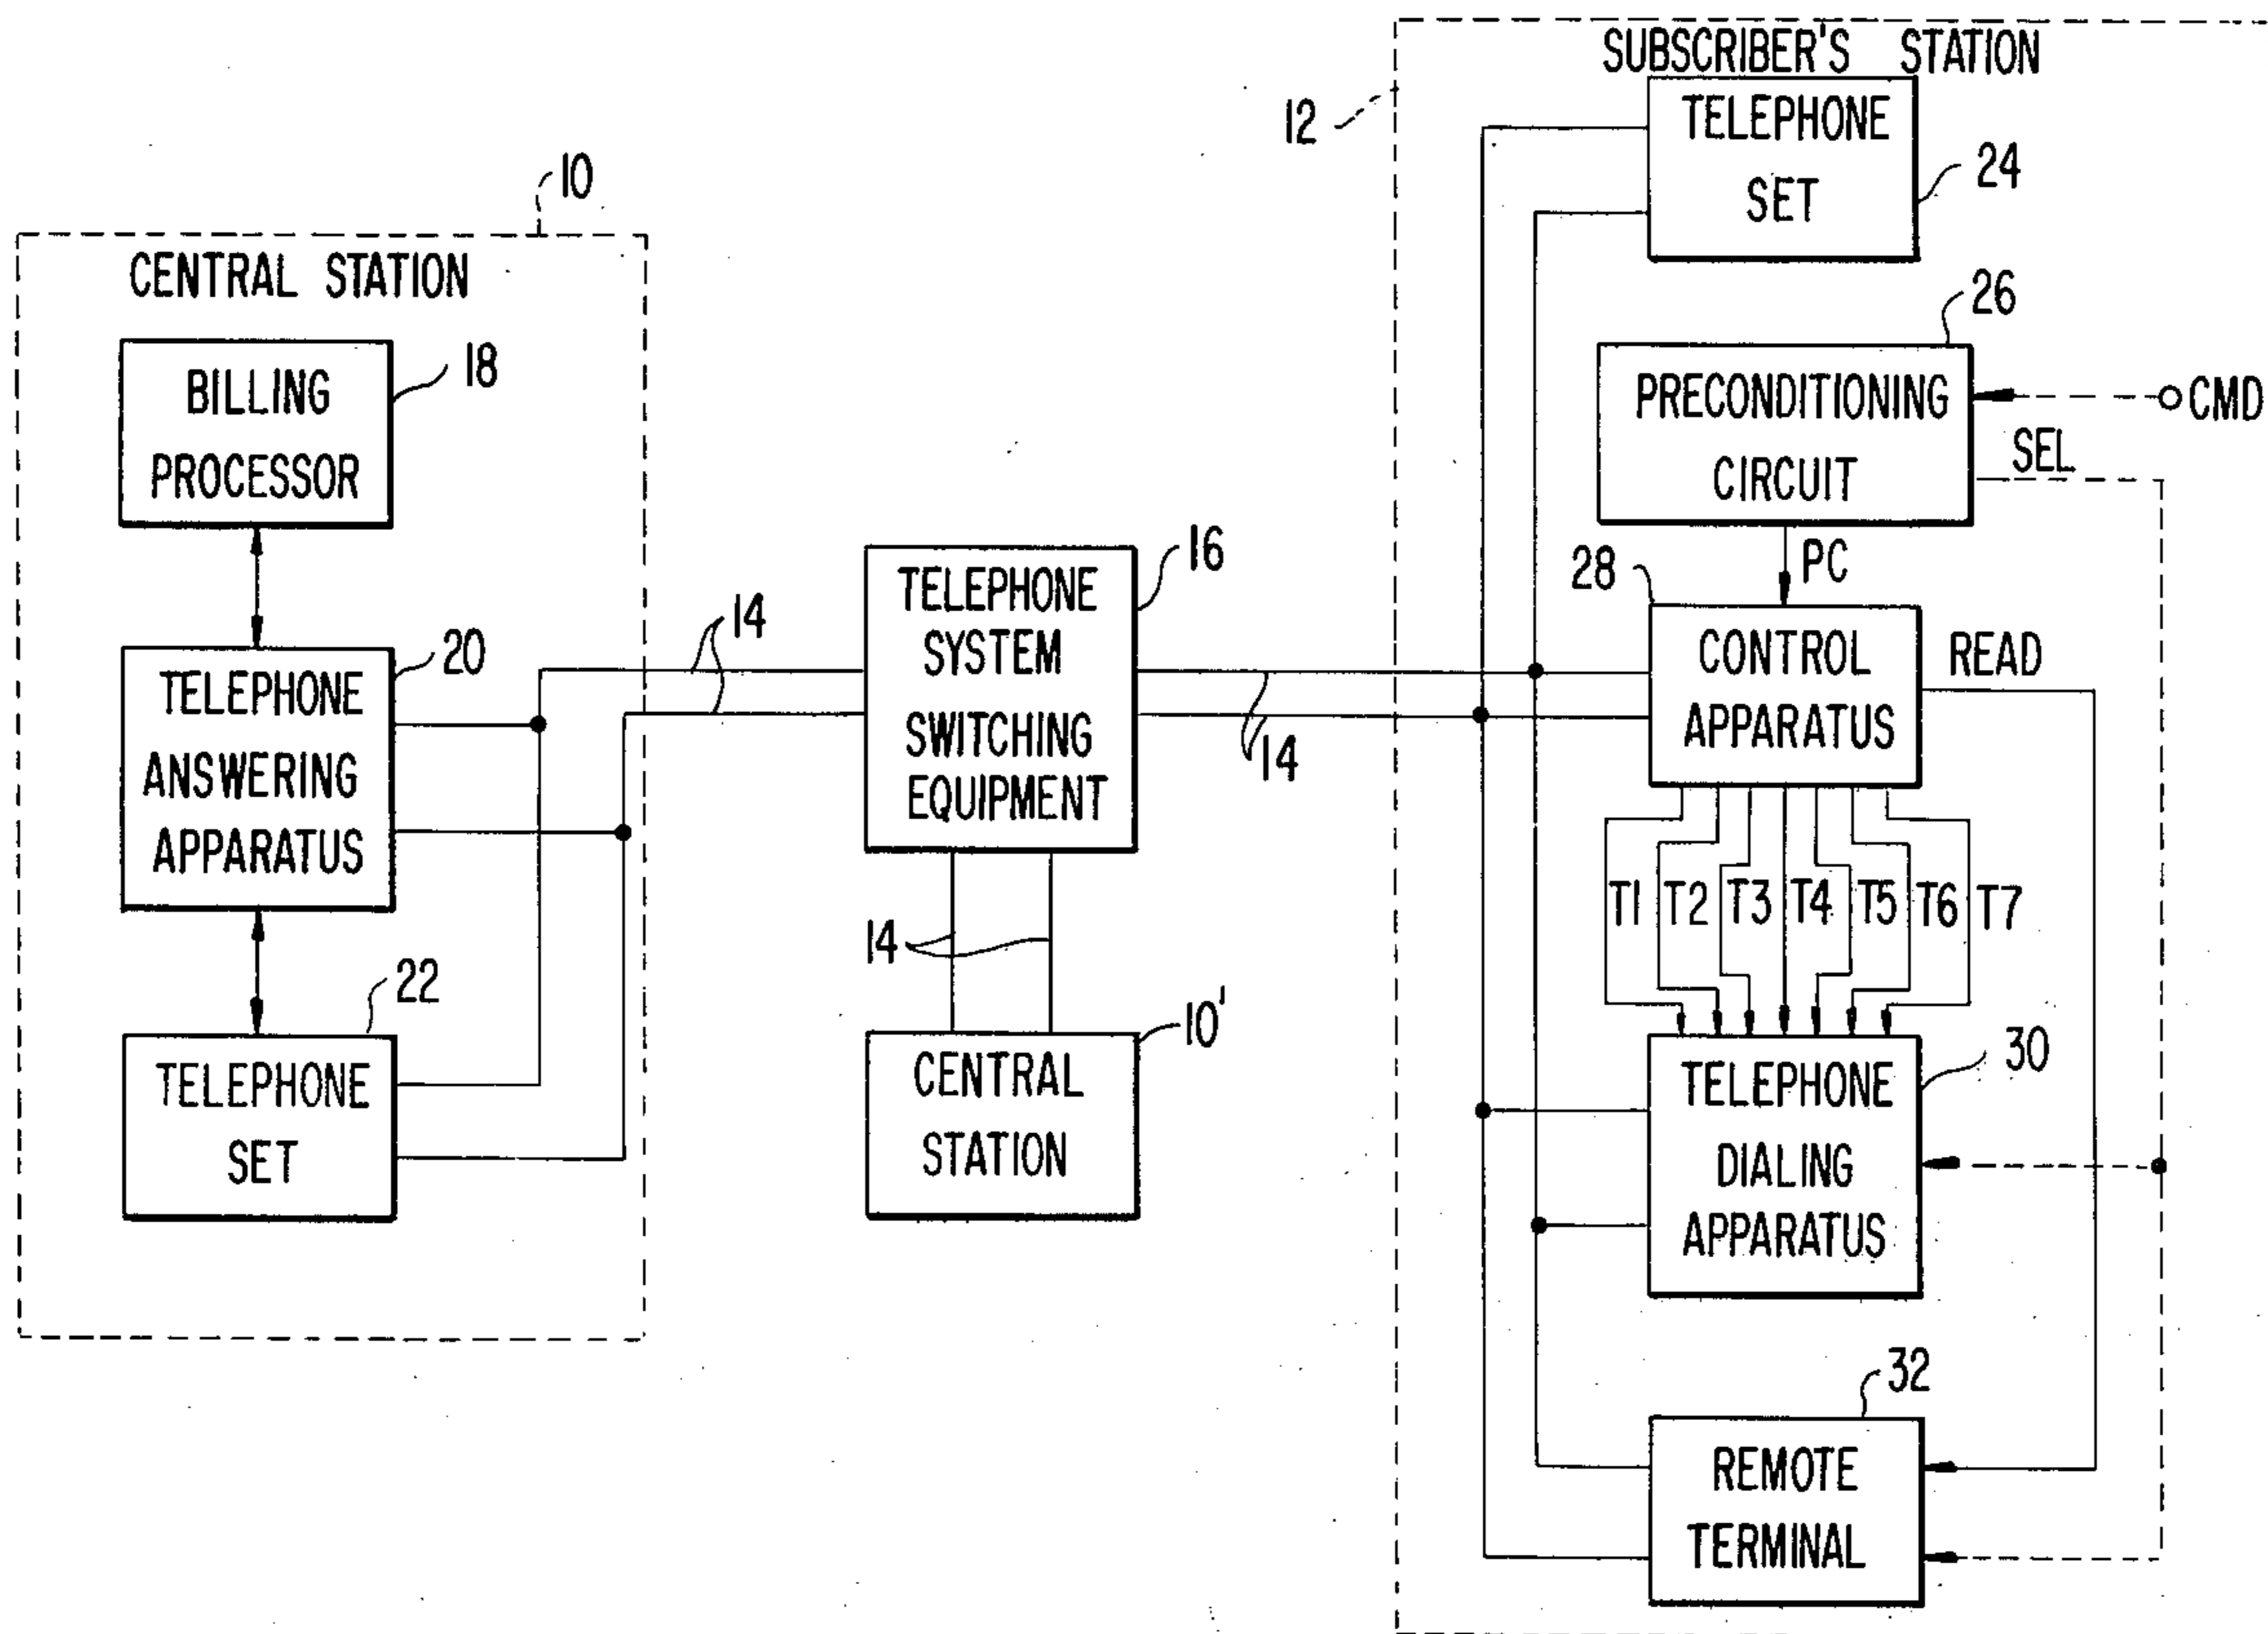 10
CENTRAL STATION
BILLING
PROCESSOR
18
TELEPHONE
ANSWERING
APPARATUS
20
TELEPHONE
SET
22
14
TELEPHONE
SYSTEM
SWITCHING
EQUIPMENT
16
14
14
CENTRAL
STATION
10'
12
SUBSCRIBER'S STATION
TELEPHONE
SET
24
26
PRECONDITIONING
CIRCUIT
CMD
SEL
PC
28
CONTROL
APPARATUS
READ
T1 T2 T3 T4 T5 T6 T7
TELEPHONE
DIALING
APPARATUS
30
32
REMOTE
TERMINAL